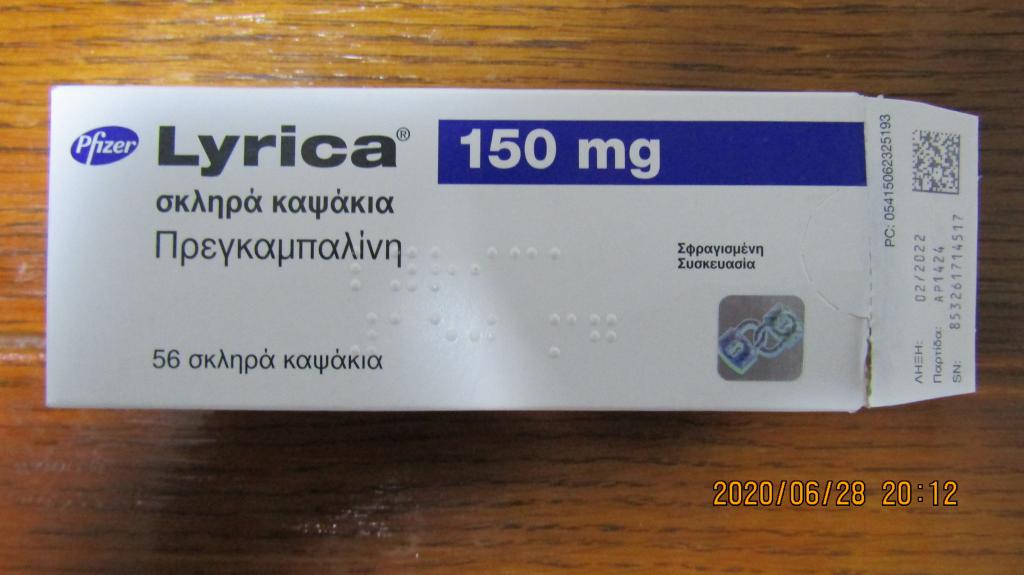 Pfizer
Lyrica® 150 mg
σκληρά καψάκια
Πρεγκαμπαλίνη
Σφραγισμένη
Συσκευασία
56 σκληρά καψάκια
PC: 05415062325193
ΛΗΞΗ: 02/2022
Παρτίδα: AP1424
SN: 853261714517
2020/06/28 20:12